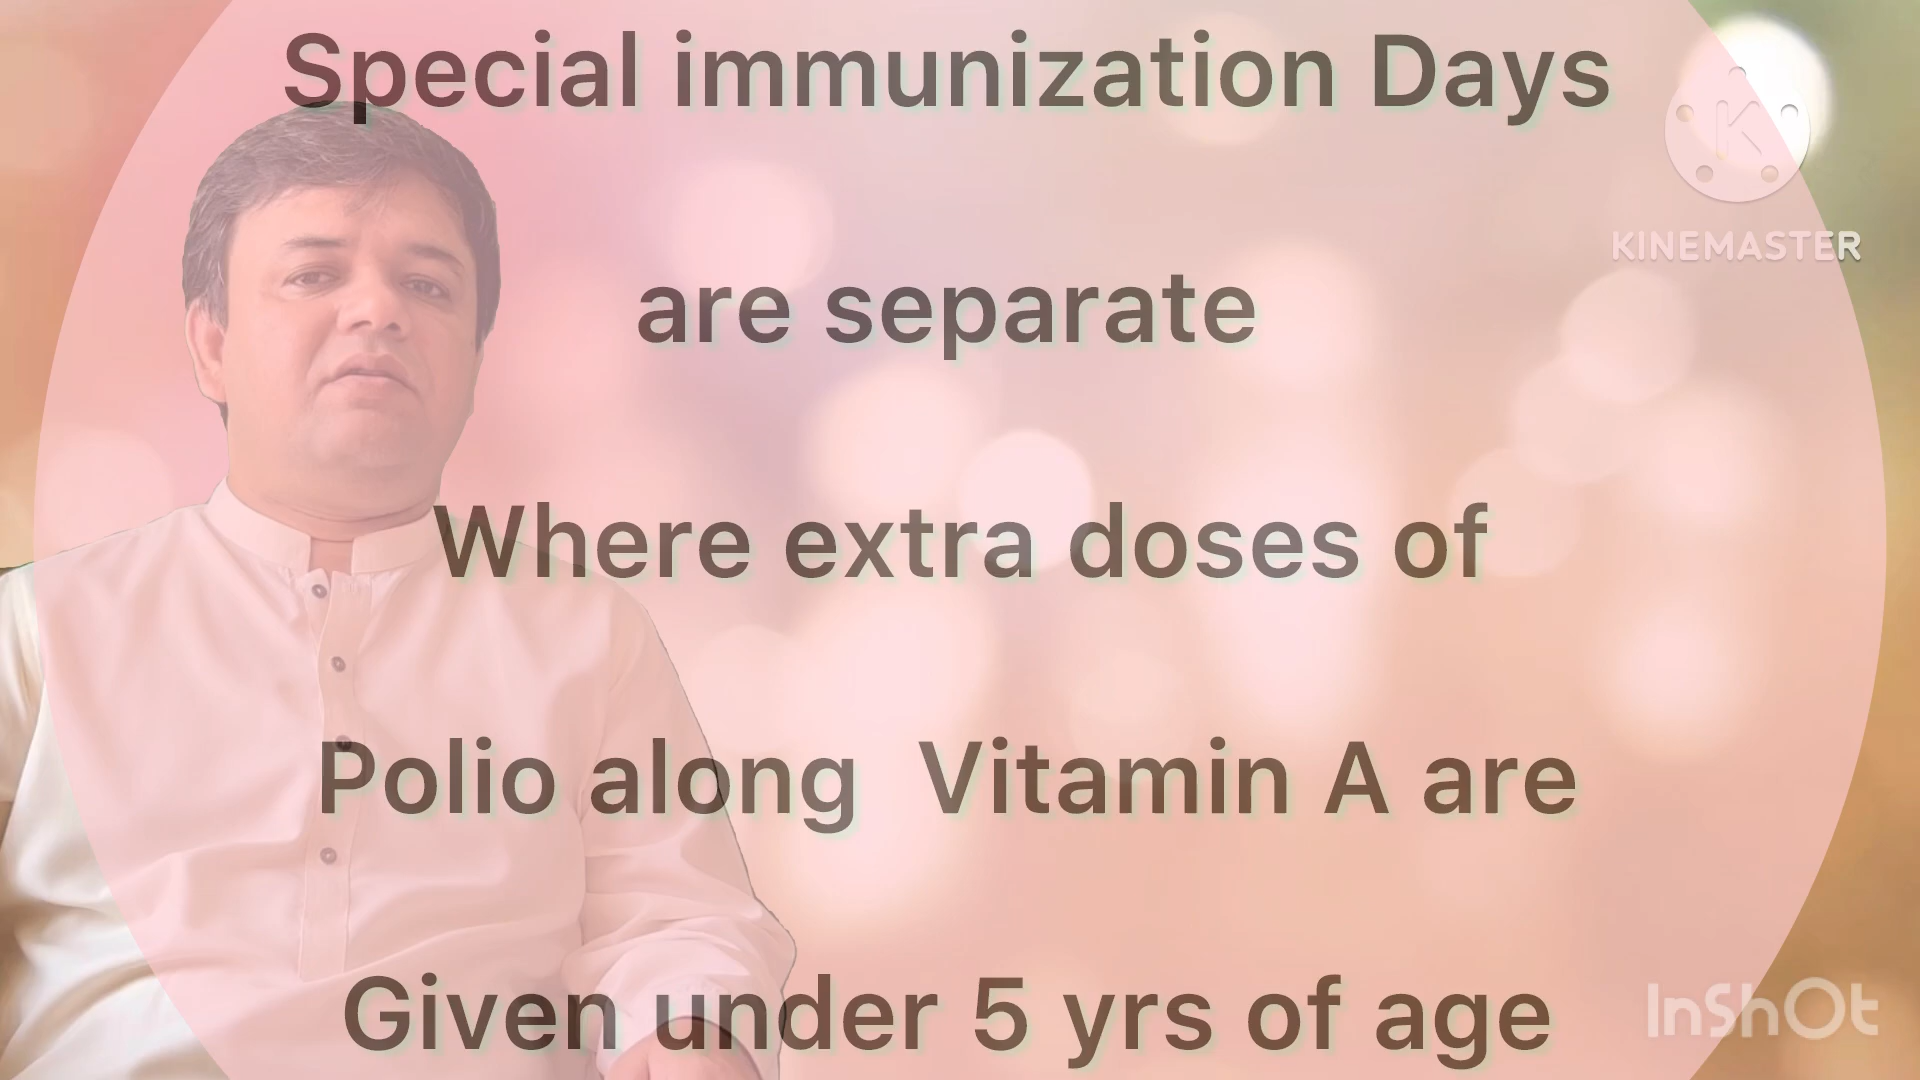 Special immunization Days
KINEMASTER
are separate
Where extra doses of
Polio along  Vitamin A are
Given under 5 yrs of age
InShOt